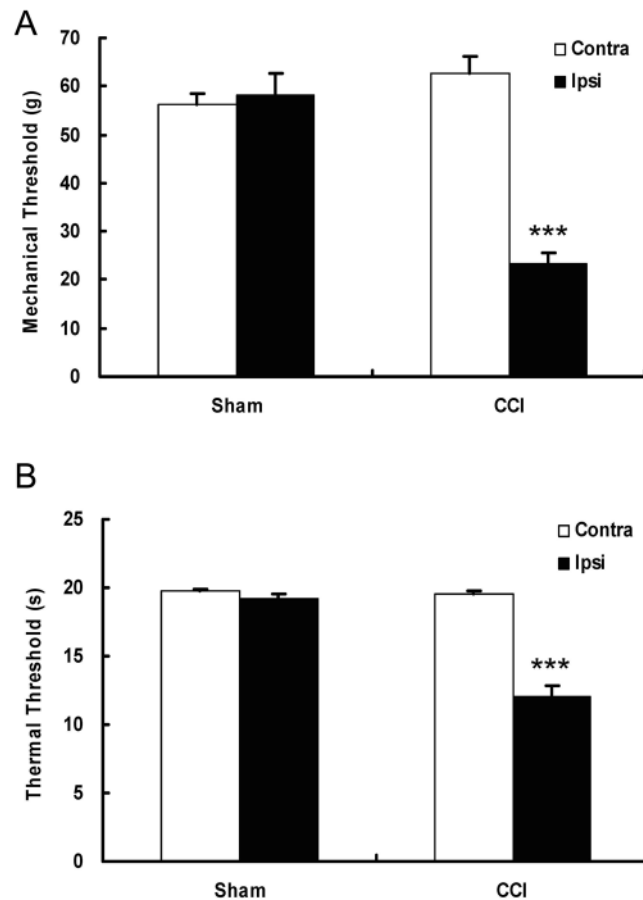 A
70
60
50
40
30
20
10
0
Mechanical Threshold (g)
Contra
Ipsi
***
Sham CCI
B
25
20
15
10
5
0
Thermal Threshold (s)
Contra
Ipsi
***
Sham CCI